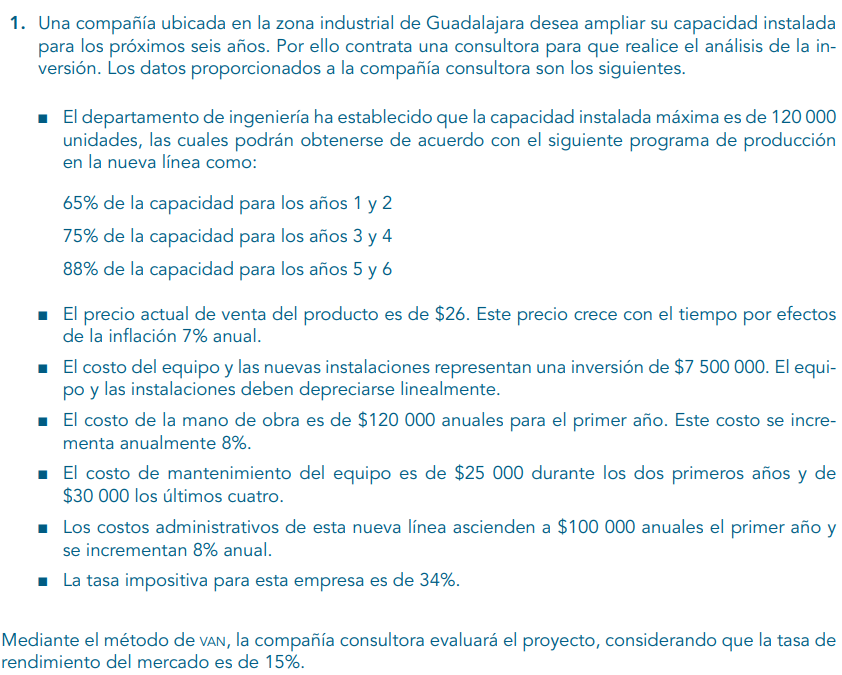 1. Una compañía ubicada en la zona industrial de Guadalajara desea ampliar su capacidad instalada
para los próximos seis años. Por ello contrata una consultora para que realice el análisis de la in-
versión. Los datos proporcionados a la compañía consultora son los siguientes.
■ El departamento de ingeniería ha establecido que la capacidad instalada máxima es de 120 000
unidades, las cuales podrán obtenerse de acuerdo con el siguiente programa de producción
en la nueva línea como:
65% de la capacidad para los años 1 y 2
75% de la capacidad para los años 3 y 4
88% de la capacidad para los años 5 y 6
■ El precio actual de venta del producto es de $26. Este precio crece con el tiempo por efectos
de la inflación 7% anual.
■ El costo del equipo y las nuevas instalaciones representan una inversión de $7 500 000. El equi-
po y las instalaciones deben depreciarse linealmente.
■ El costo de la mano de obra es de $120 000 anuales para el primer año. Este costo se incre-
menta anualmente 8%.
■ El costo de mantenimiento del equipo es de $25 000 durante los dos primeros años y de
$30 000 los últimos cuatro.
■ Los costos administrativos de esta nueva línea ascienden a $100 000 anuales el primer año y
se incrementan 8% anual.
■ La tasa impositiva para esta empresa es de 34%.
Mediante el método de VAN, la compañía consultora evaluará el proyecto, considerando que la tasa de
rendimiento del mercado es de 15%.